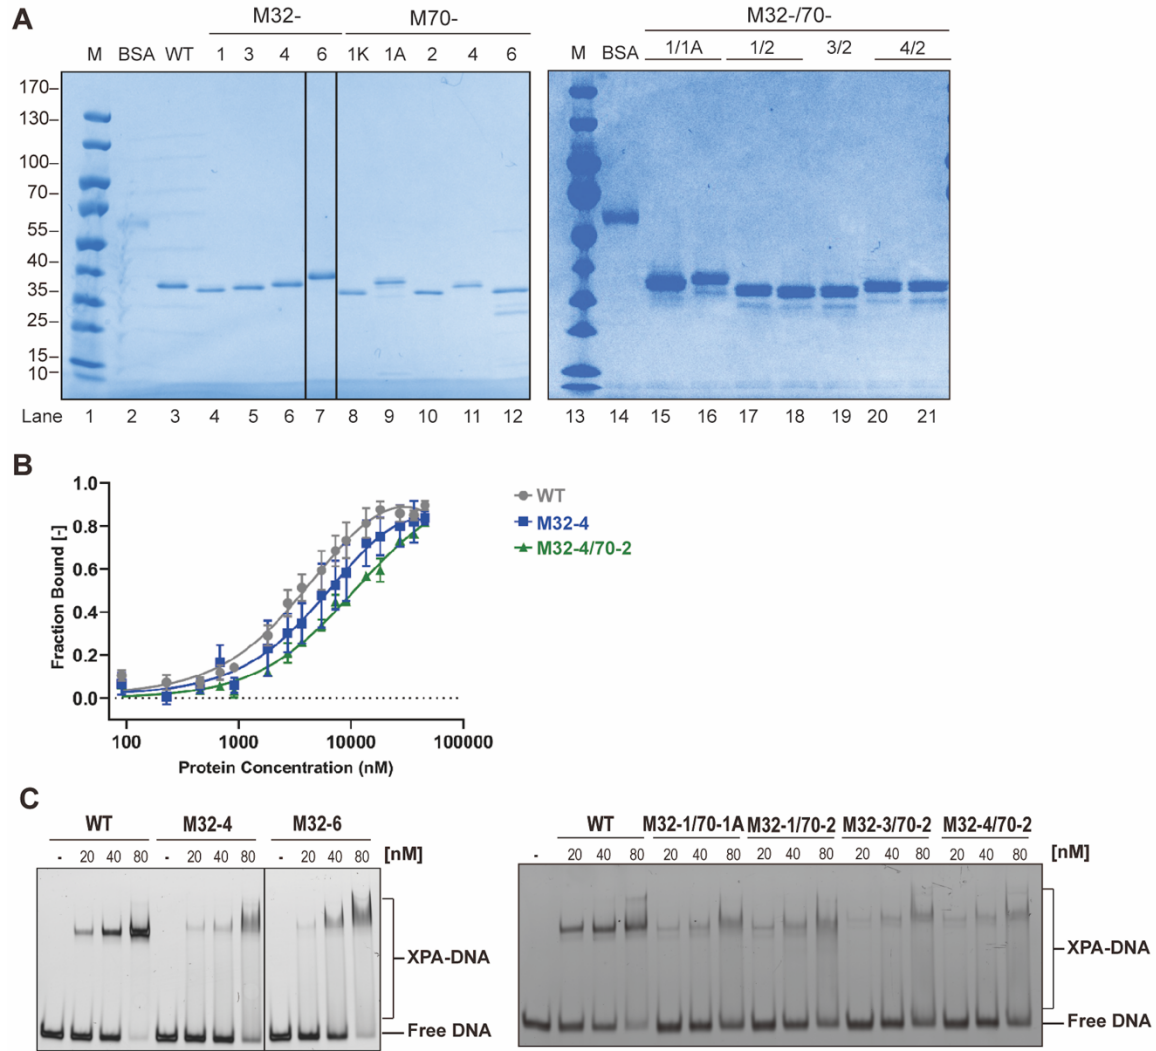 A
M32- M70- M32-/70-
M BSA WT 1 3 4 6 1K 1A 2 4 6 M BSA 1/1A 1/2 3/2 4/2
170
130
100
70
55
40
35
25
15
10
Lane 1 2 3 4 5 6 7 8 9 10 11 12 13 14 15 16 17 18 19 20 21
B
Fraction Bound [-]
1.0
0.8
0.6
0.4
0.2
0.0
100 1000 10000 100000
Protein Concentration (nM)
WT
M32-4
M32-4/70-2
C
WT M32-4 M32-6
- 20 40 80 - 20 40 80 - 20 40 80 [nM]
XPA-DNA
Free DNA
WT M32-1/70-1A M32-1/70-2 M32-3/70-2 M32-4/70-2
- 20 40 80 20 40 80 20 40 80 20 40 80 20 40 80 [nM]
XPA-DNA
Free DNA